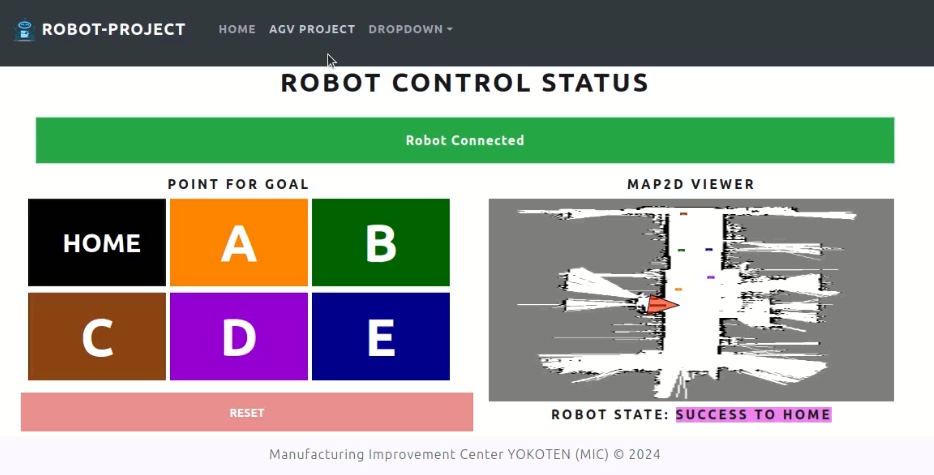 ROBOT-PROJECT HOME AGV PROJECT DROPDOWN
ROBOT CONTROL STATUS
Robot Connected
POINT FOR GOAL
HOME A B
C D E
RESET
MAP2D VIEWER
ROBOT STATE: SUCCESS TO HOME
Manufacturing Improvement Center YOKOTEN (MIC) © 2024